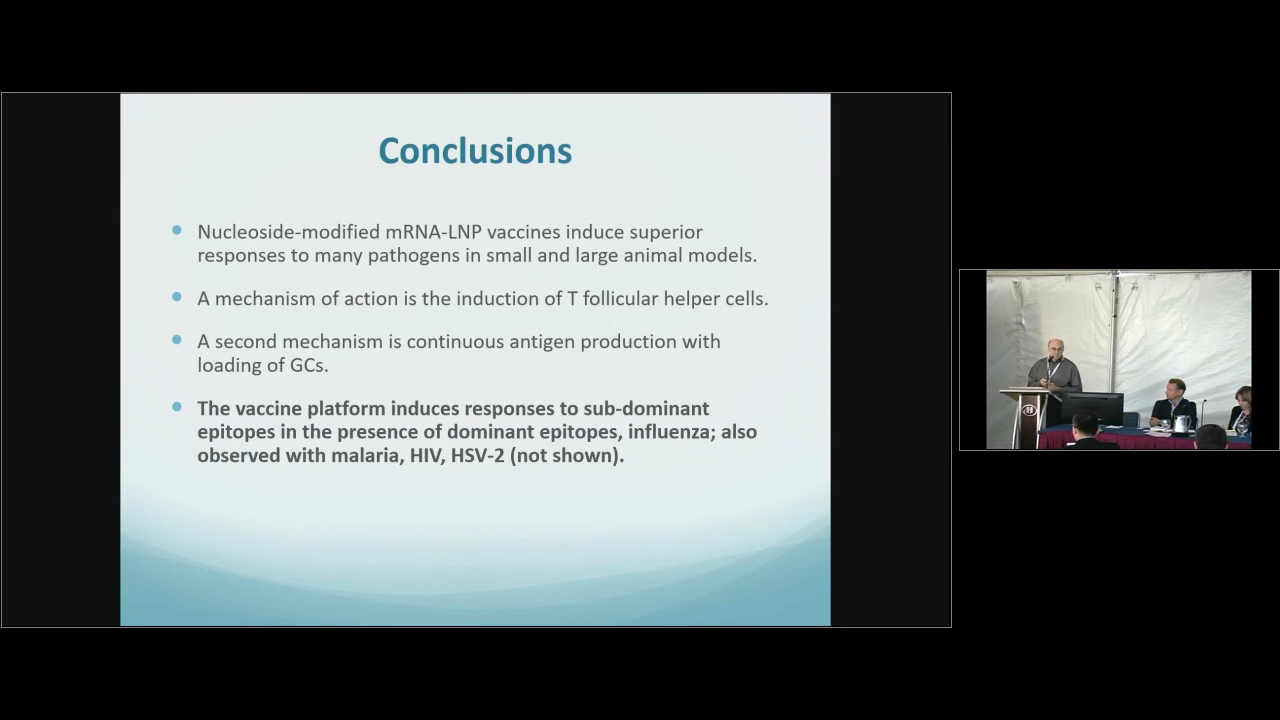 Conclusions
Nucleoside-modified mRNA-LNP vaccines induce superior
responses to many pathogens in small and large animal models.
A mechanism of action is the induction of T follicular helper cells.
A second mechanism is continuous antigen production with
loading of GCs.
The vaccine platform induces responses to sub-dominant
epitopes in the presence of dominant epitopes, influenza; also
observed with malaria, HIV, HSV-2 (not shown).